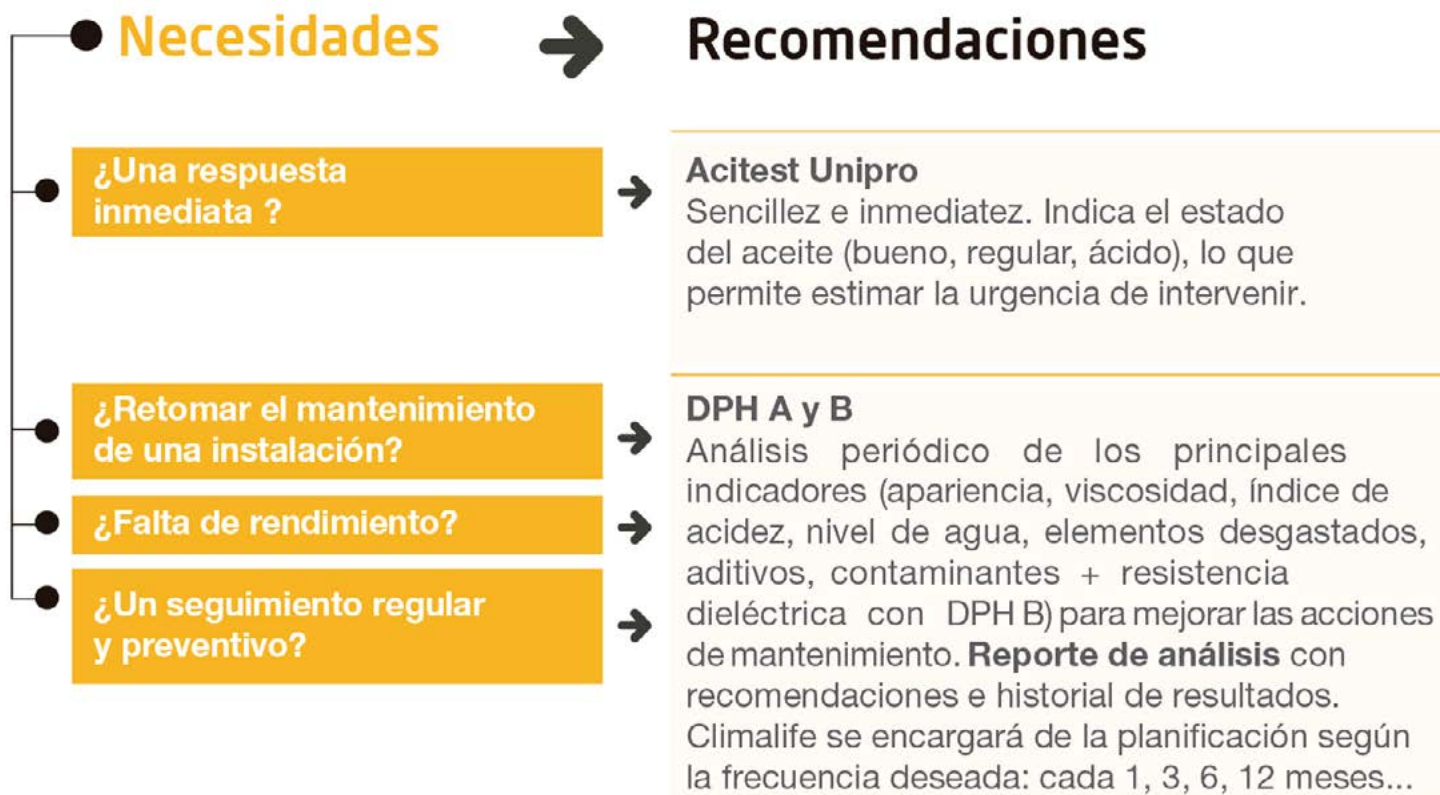 Necesidades
Recomendaciones
¿Una respuesta
inmediata ?
Acitest Unipro
Sencillez e inmediatez. Indica el estado
del aceite (bueno, regular, ácido), lo que
permite estimar la urgencia de intervenir.
¿Retomar el mantenimiento
de una instalación?
¿Falta de rendimiento?
¿Un seguimiento regular
y preventivo?
DPH A y B
Análisis periódico de los principales
indicadores (apariencia, viscosidad, índice de
acidez, nivel de agua, elementos desgastados,
aditivos, contaminantes + resistencia
dieléctrica con DPH B) para mejorar las acciones
de mantenimiento. Reporte de análisis con
recomendaciones e historial de resultados.
Climalife se encargará de la planificación según
la frecuencia deseada: cada 1, 3, 6, 12 meses...